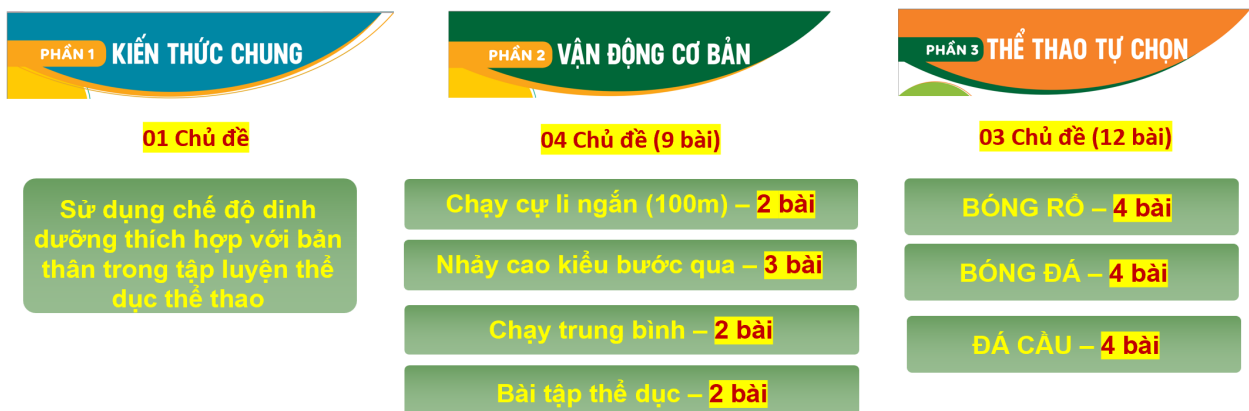 PHẦN 1 KIẾN THỨC CHUNG
01 Chủ đề
Sử dụng chế độ dinh
dưỡng thích hợp với bản
thân trong tập luyện thể
dục thể thao
PHẦN 2 VẬN ĐỘNG CƠ BẢN
04 Chủ đề (9 bài)
Chạy cự li ngắn (100m) – 2 bài
Nhảy cao kiểu bước qua – 3 bài
Chạy trung bình – 2 bài
Bài tập thể dục – 2 bài
PHẦN 3 THỂ THAO TỰ CHỌN
03 Chủ đề (12 bài)
BÓNG RỔ – 4 bài
BÓNG ĐÁ – 4 bài
ĐÁ CẦU – 4 bài